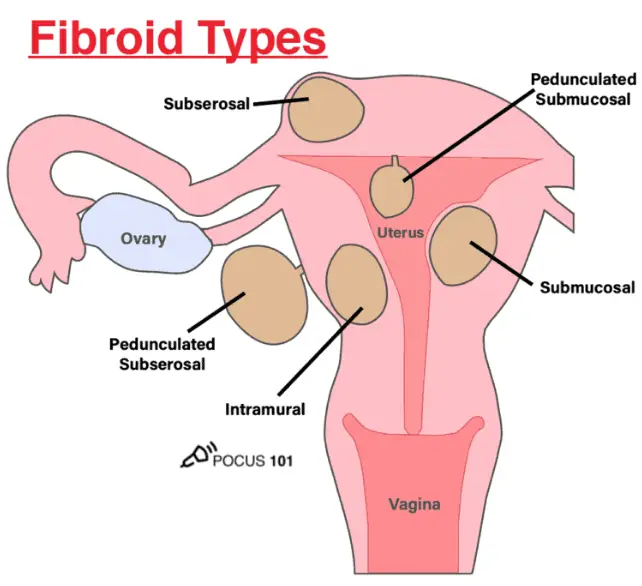 Fibroid Types
Subserosal
Pedunculated
Submucosal
Ovary
Uterus
Submucosal
Pedunculated
Subserosal
Intramural
POCUS 101
Vagina